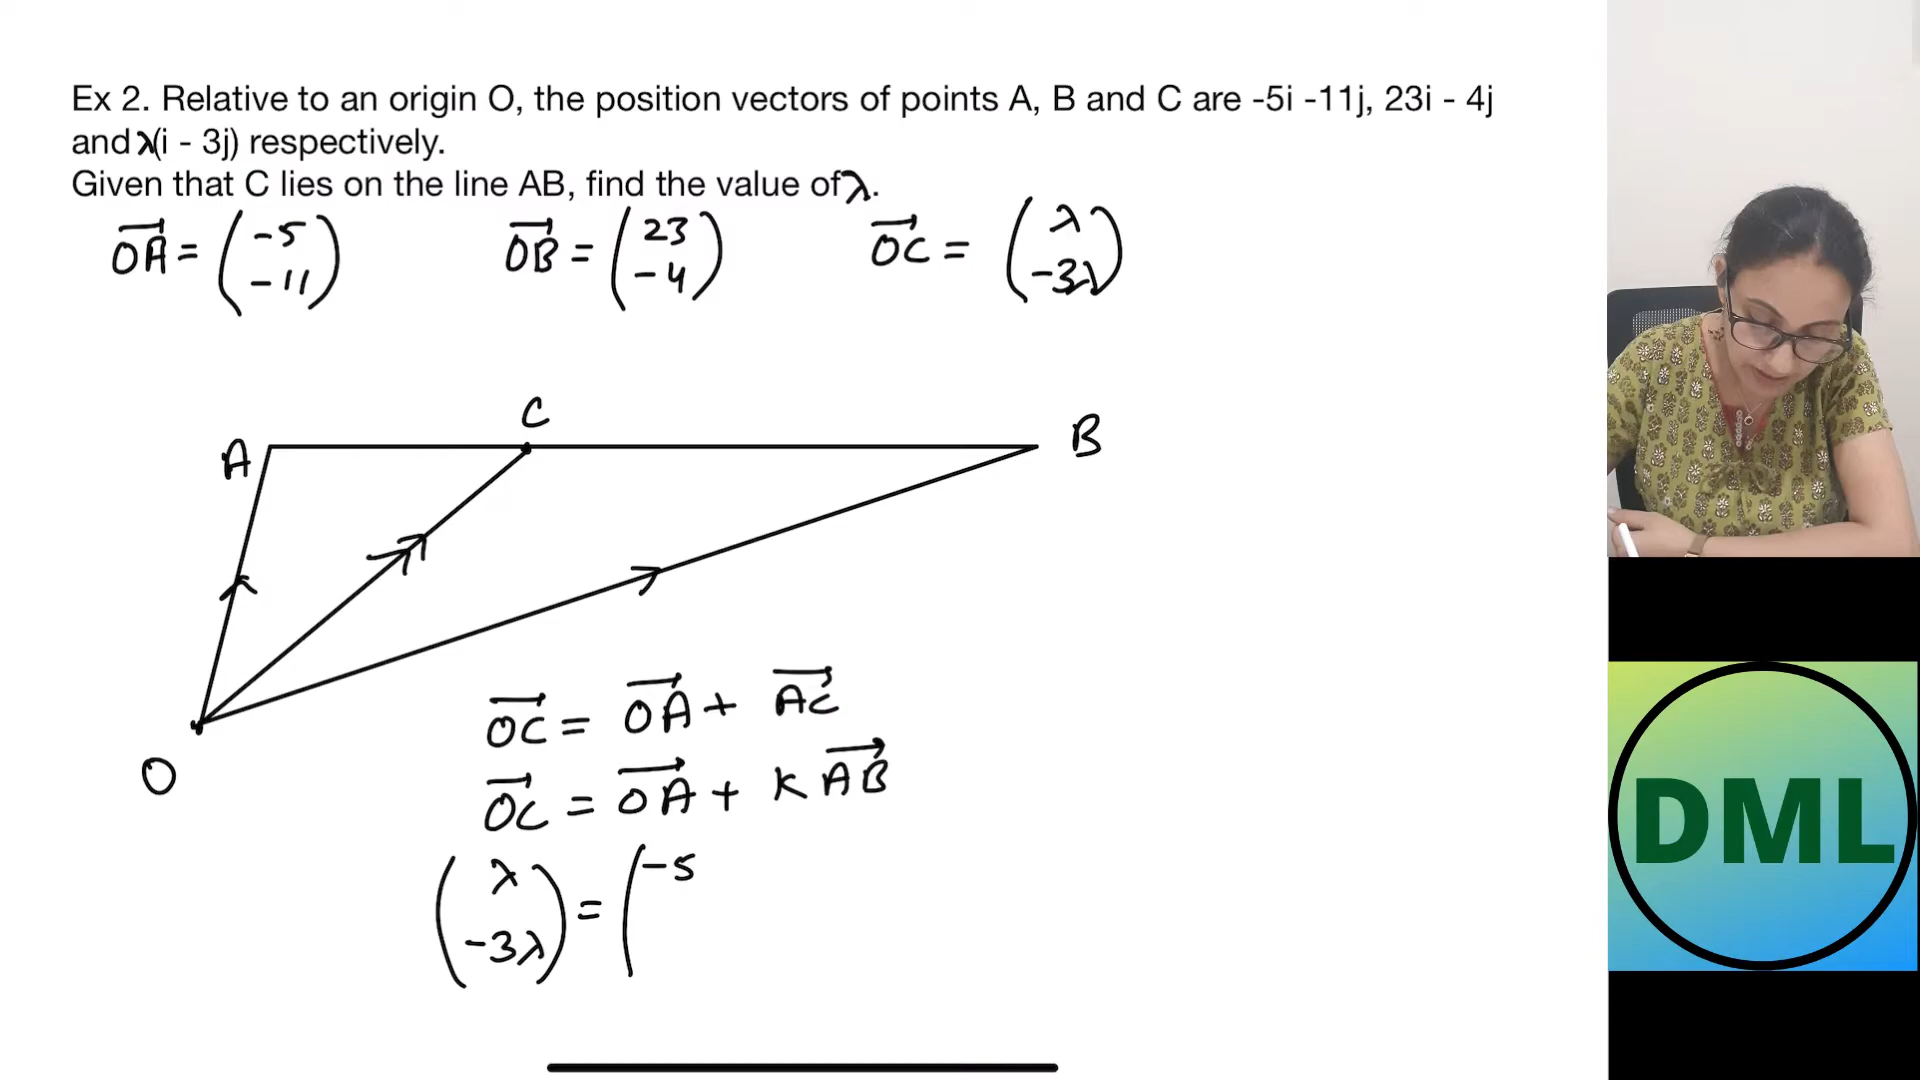 Ex 2. Relative to an origin O, the position vectors of points A, B and C are -5i -11j, 23i - 4j
and λ(i - 3j) respectively.
Given that C lies on the line AB, find the value of λ.
OA→ = (-5 -11) OB→ = (23 -4) OC→ = (λ -3λ)
C
A B
O
OC→ = OA→ + AC→
OC→ = OA→ + K AB→
(λ -3λ) = (-5
DML